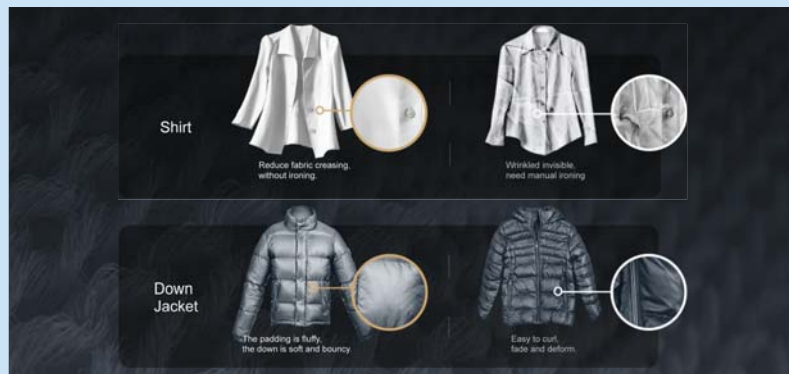 Shirt
Reduce fabric creasing,
without ironing.
Wrinkled invisible,
need manual ironing
Down
Jacket
The padding is fluffy,
the down is soft and bouncy
Easy to curl,
fade and deform.